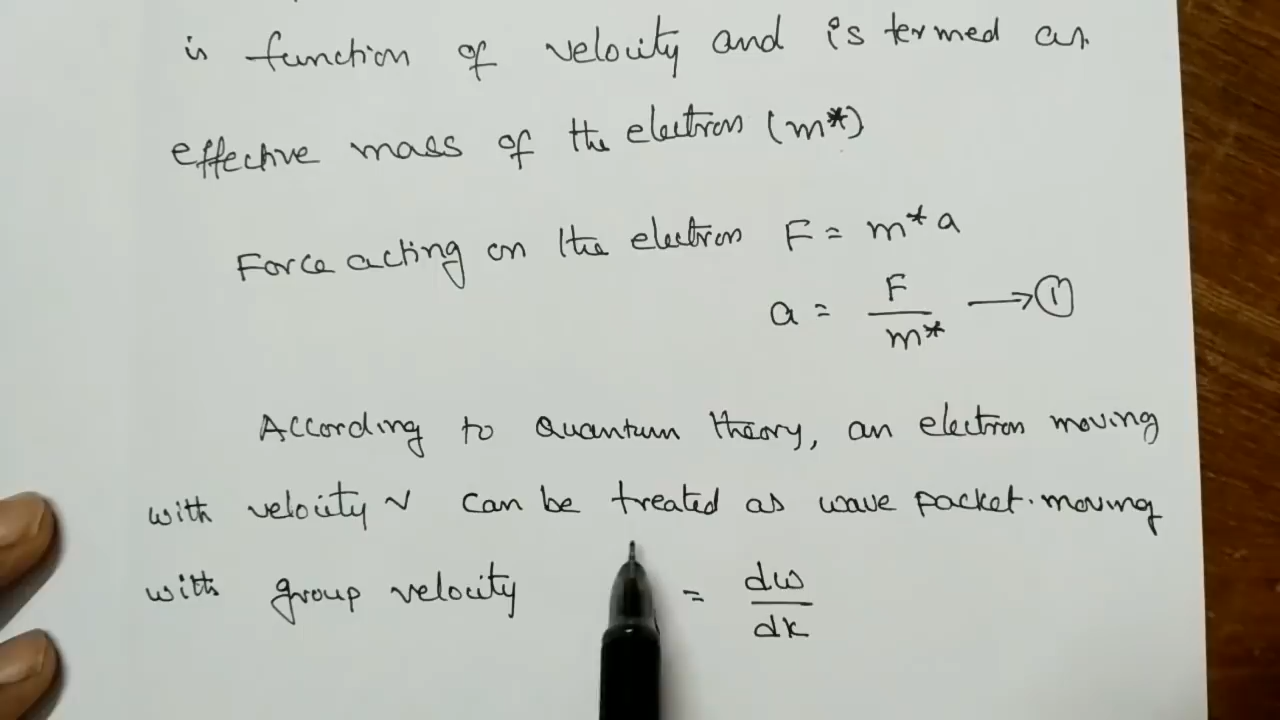 is function of velocity and is termed as
effective mass of the electron (m*)
Force acting on the electron F = m* a
a = F/m* → ①
According to Quantum theory, an electron moving
with velocity v can be treated as wave packet. moving
with group velocity = dω/dk